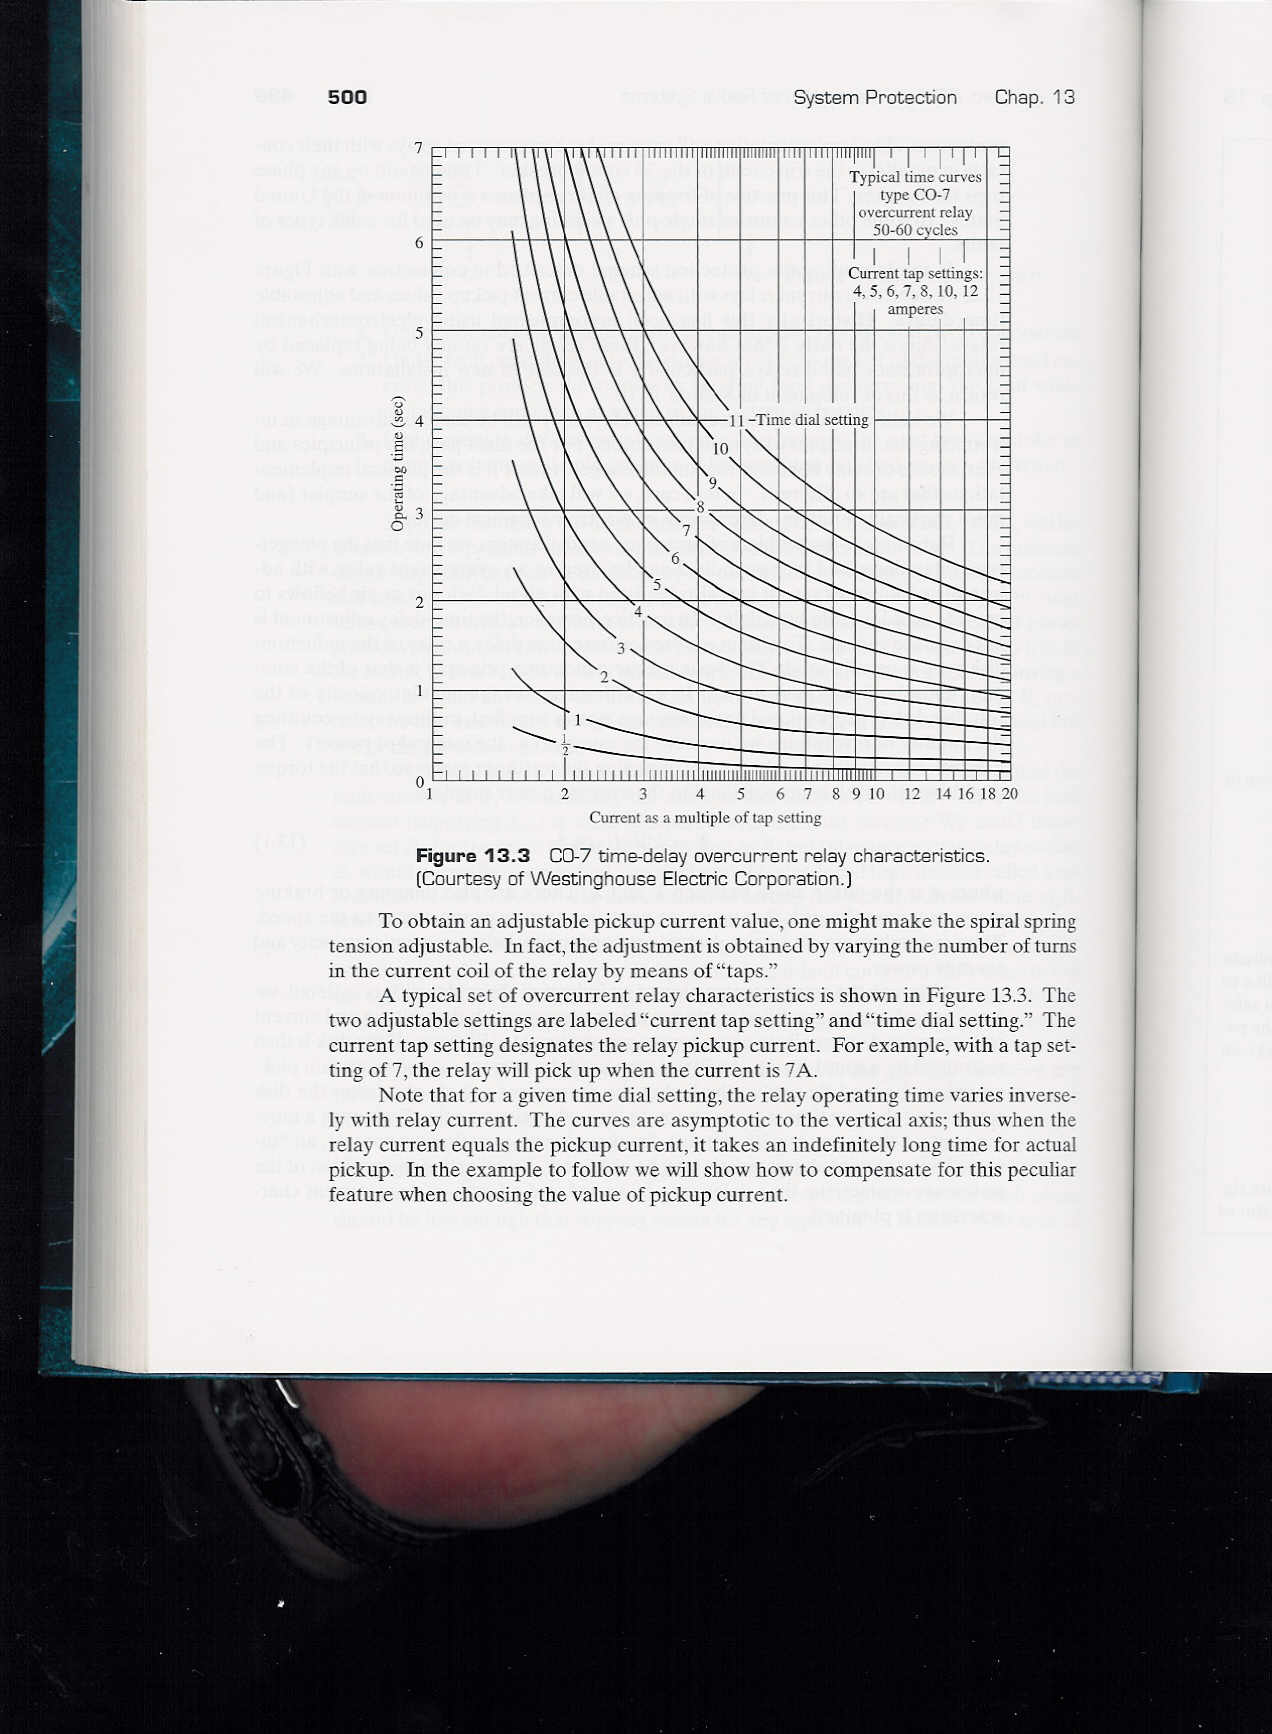 500
System Protection Chap. 13
7
6
5
4
3
2
1
0
Operating time (sec)
Typical time curves
type CO-7
overcurrent relay
50-60 cycles
Current tap settings:
4, 5, 6, 7, 8, 10, 12
amperes
11 Time dial setting
10
9
8
7
6
5
4
3
2
1
1/2
1 2 3 4 5 6 7 8 9 10 12 14 16 18 20
Current as a multiple of tap setting
Figure 13.3 CO-7 time-delay overcurrent relay characteristics.
(Courtesy of Westinghouse Electric Corporation.)
To obtain an adjustable pickup current value, one might make the spiral spring
tension adjustable. In fact, the adjustment is obtained by varying the number of turns
in the current coil of the relay by means of “taps.”
A typical set of overcurrent relay characteristics is shown in Figure 13.3. The
two adjustable settings are labeled “current tap setting” and “time dial setting.” The
current tap setting designates the relay pickup current. For example, with a tap set-
ting of 7, the relay will pick up when the current is 7A.
Note that for a given time dial setting, the relay operating time varies inverse-
ly with relay current. The curves are asymptotic to the vertical axis; thus when the
relay current equals the pickup current, it takes an indefinitely long time for actual
pickup. In the example to follow we will show how to compensate for this peculiar
feature when choosing the value of pickup current.